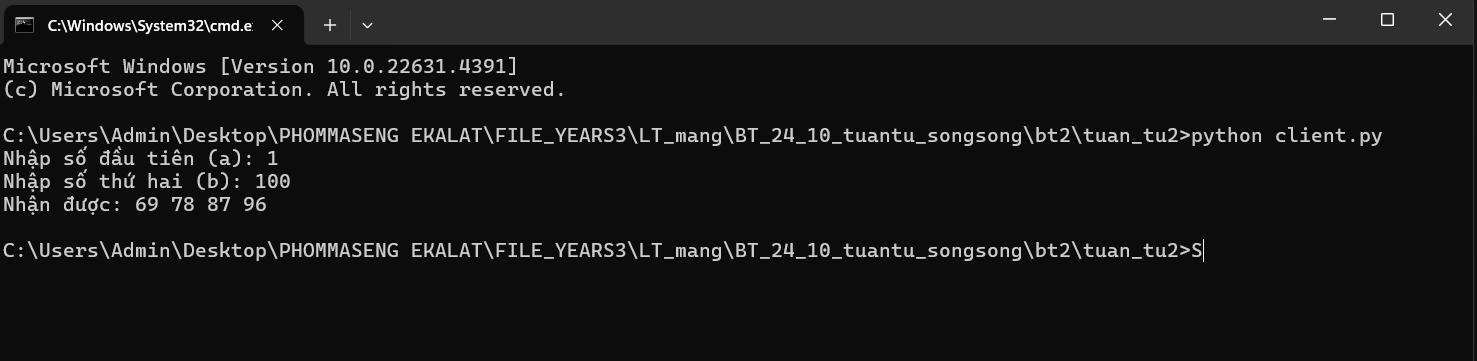 C:\Windows\System32\cmd.e
Microsoft Windows [Version 10.0.22631.4391]
(c) Microsoft Corporation. All rights reserved.
C:\Users\Admin\Desktop\PHOMMASENG EKALAT\FILE_YEARS3\LT_mang\BT_24_10_tuantu_songsong\bt2\tuan_tu2>python client.py
Nhập số đầu tiên (a): 1
Nhập số thứ hai (b): 100
Nhận được: 69 78 87 96
C:\Users\Admin\Desktop\PHOMMASENG EKALAT\FILE_YEARS3\LT_mang\BT_24_10_tuantu_songsong\bt2\tuan_tu2>S